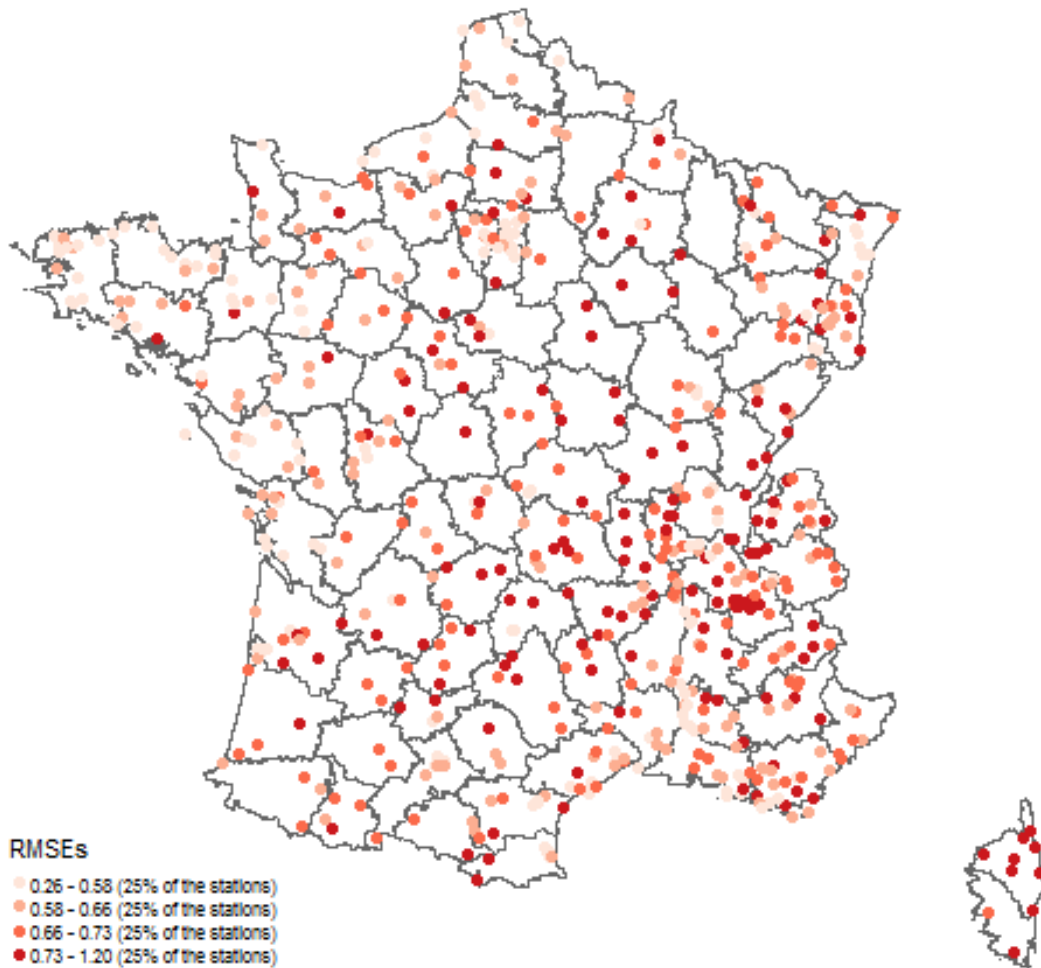 RMSEs
0.26 - 0.58 (25% of the stations)
0.58 - 0.66 (25% of the stations)
0.66 - 0.73 (25% of the stations)
0.73 - 1.20 (25% of the stations)